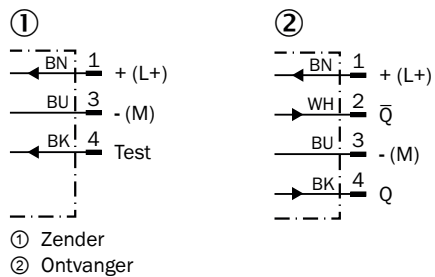 ① ②
BN 1 + (L+)
BU 3 - (M)
BK 4 Test
BN 1 + (L+)
WH 2 Q̅
BU 3 - (M)
BK 4 Q
① Zender
② Ontvanger